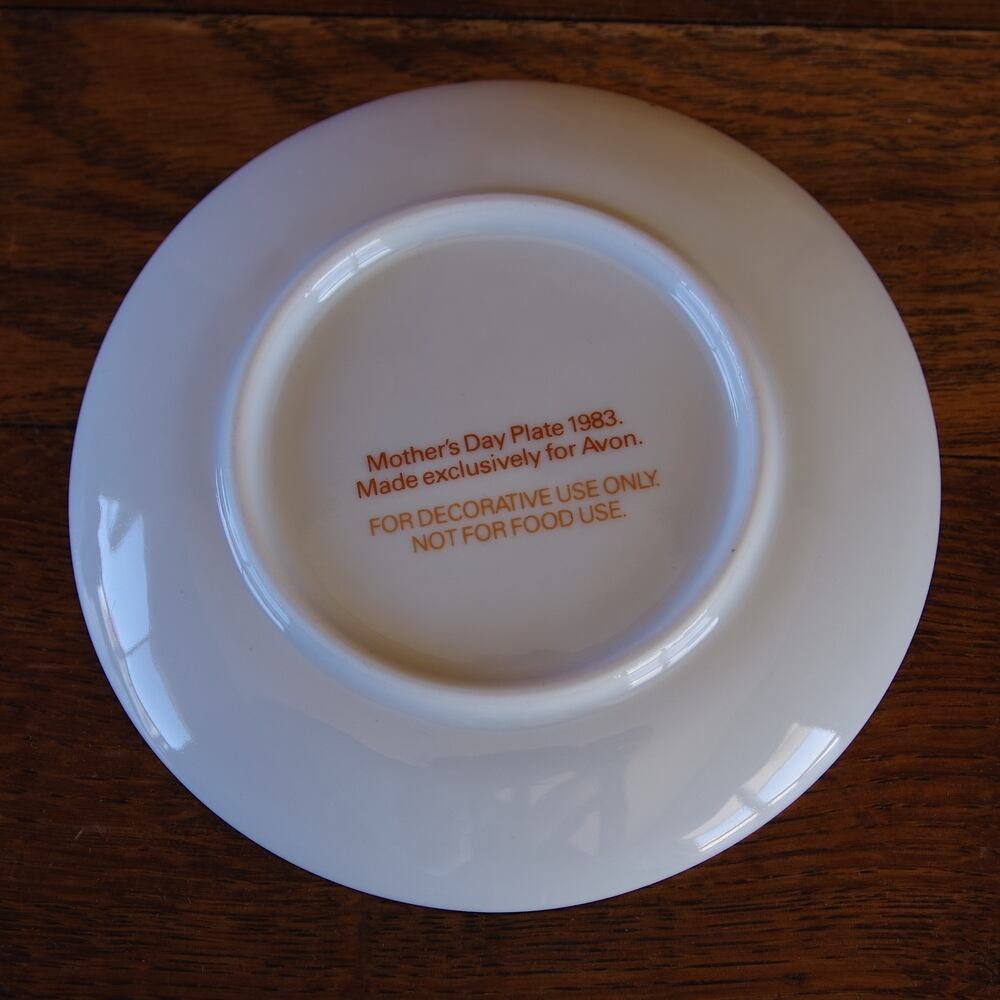 Mother's Day Plate 1983.
Made exclusively for Avon.
FOR DECORATIVE USE ONLY.
NOT FOR FOOD USE.